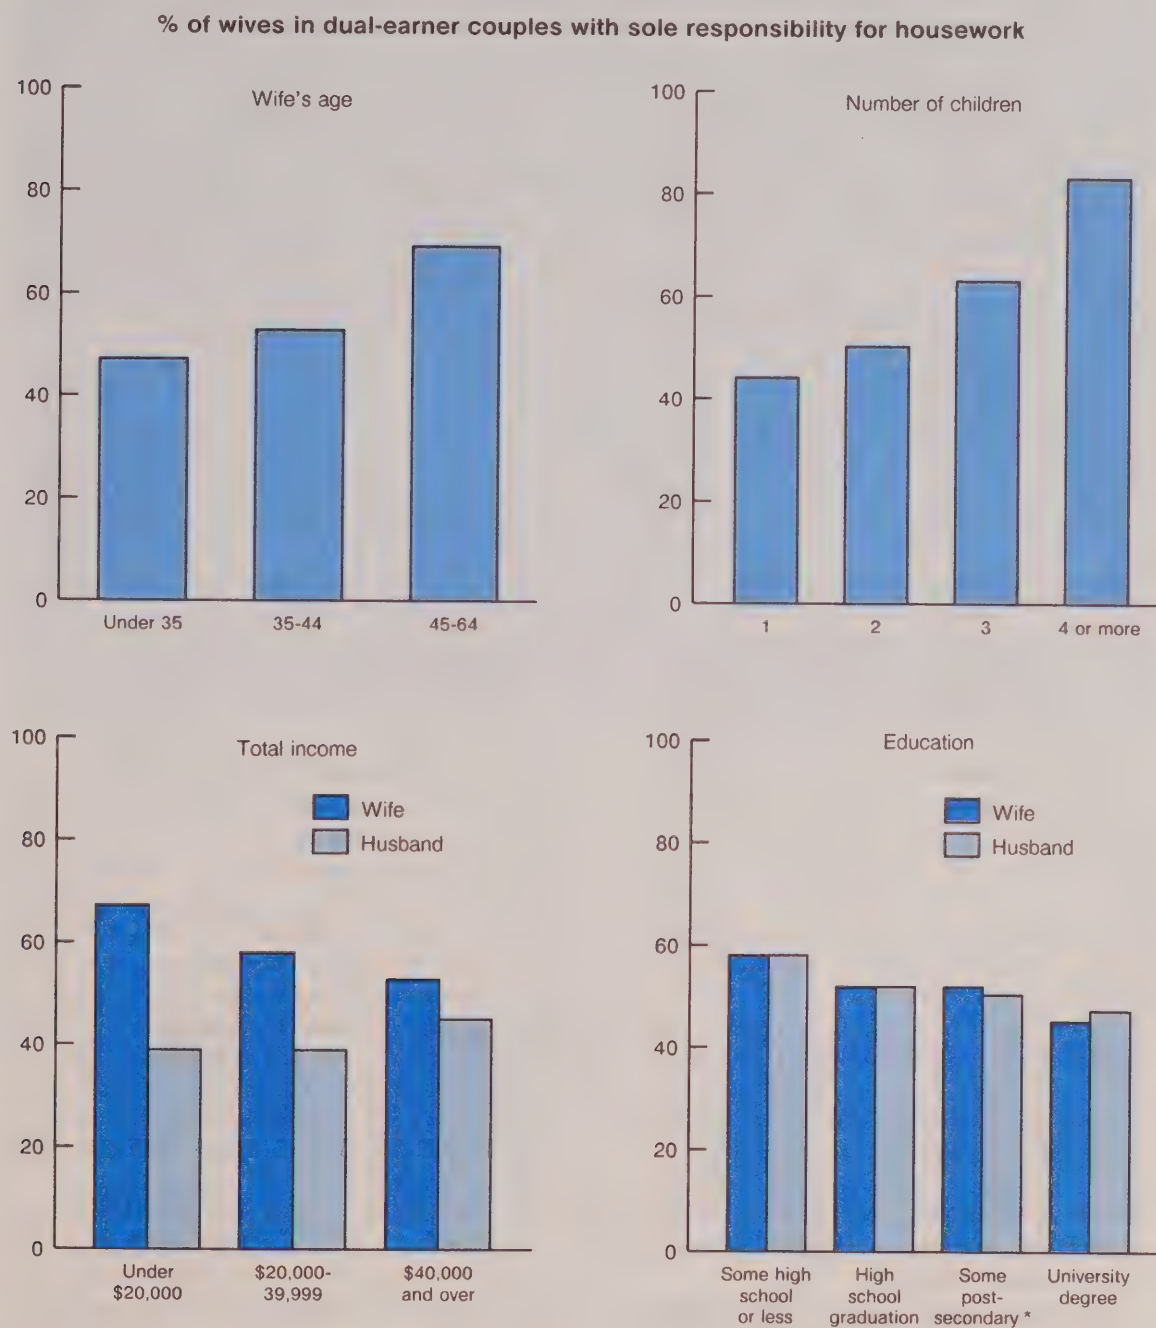 % of wives in dual-earner couples with sole responsibility for housework
Wife's age
100
80
60
40
20
0
Under 35
35-44
45-64
Number of children
100
80
60
40
20
0
1
2
3
4 or more
Total income
Wife
Husband
100
80
60
40
20
0
Under
$20,000
$20,000-
39,999
$40,000
and over
Education
Wife
Husband
100
80
60
40
20
0
Some high
school
or less
High
school
graduation
Some
post-
secondary *
University
degree